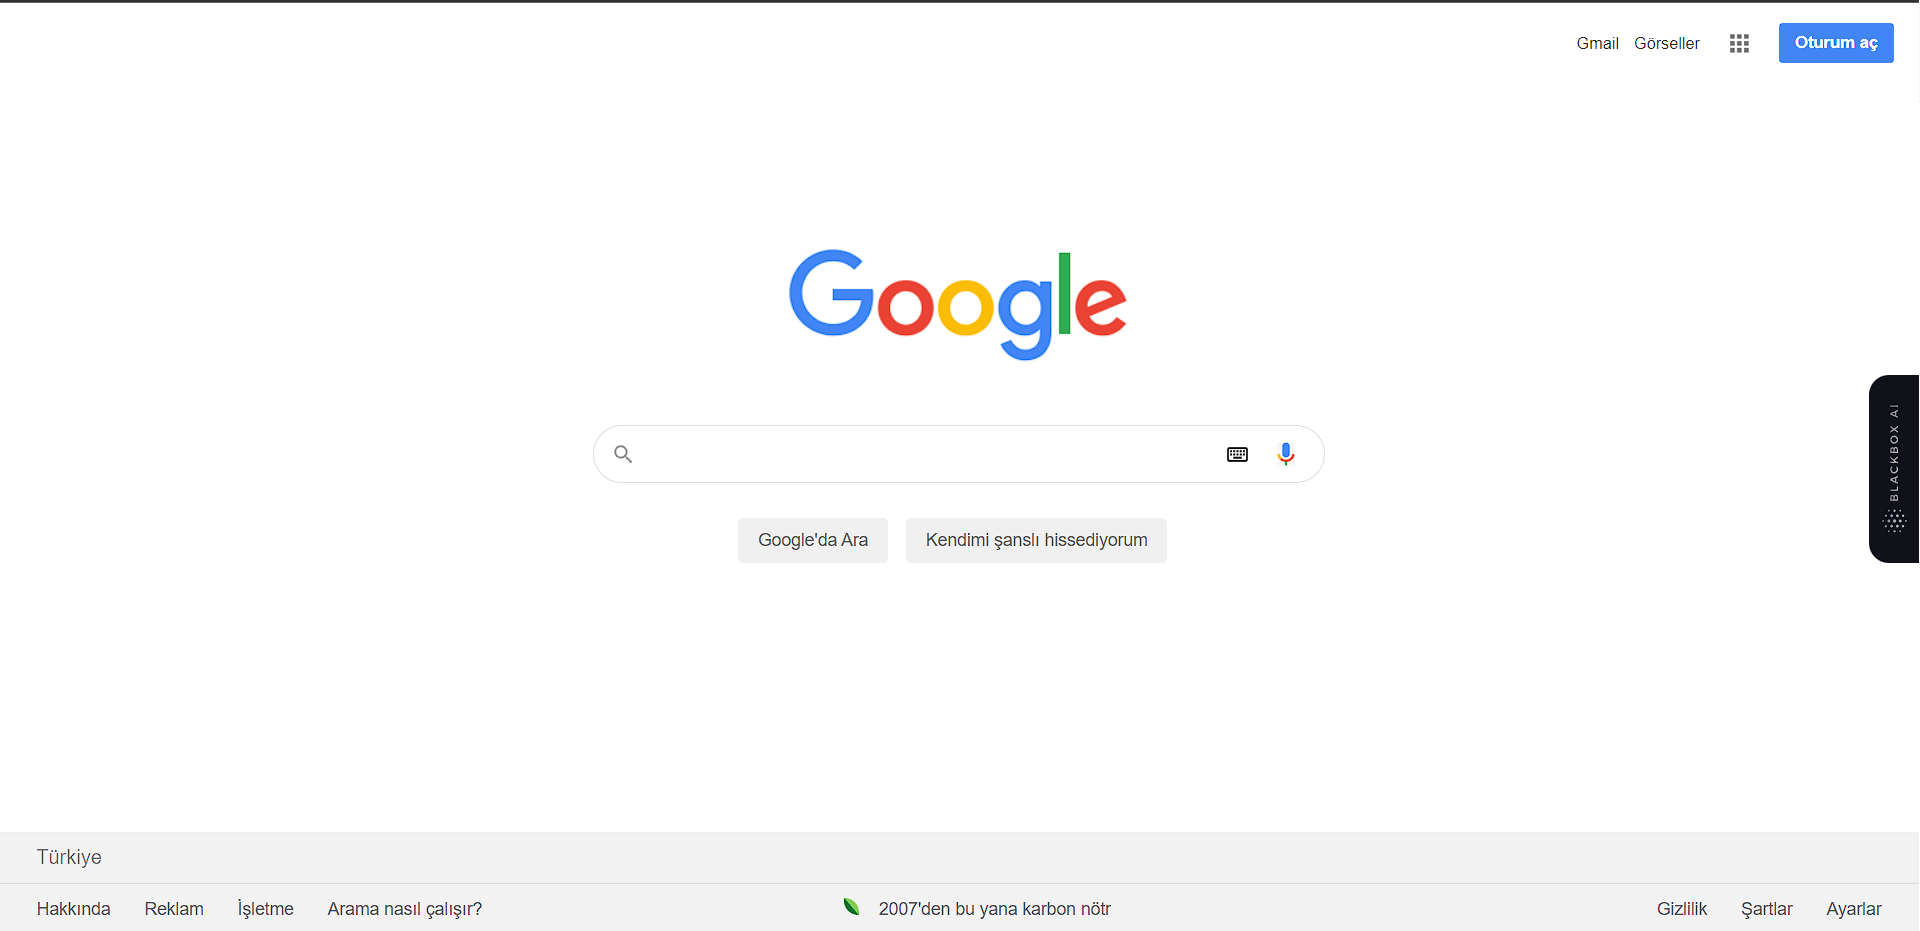 Gmail Görseller Oturum aç
Google
BLACKBOX AI
Google'da Ara Kendimi şanslı hissediyorum
Türkiye
Hakkında Reklam İşletme Arama nasıl çalışır? 2007'den bu yana karbon nötr Gizlilik Şartlar Ayarlar